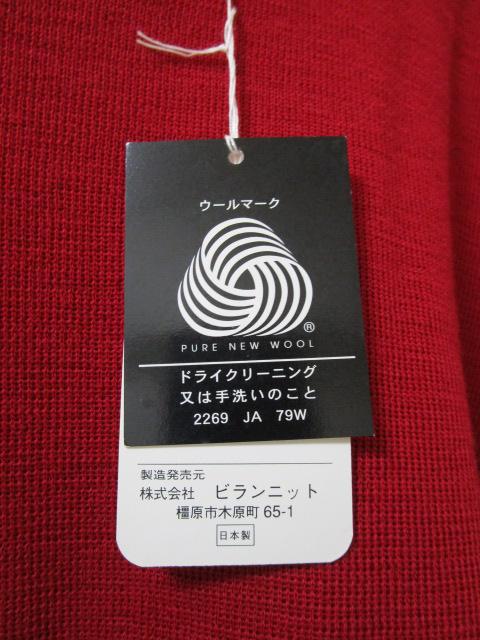 ウールマーク
®
PURE NEW WOOL
ドライクリーニング
又は手洗いのこと
2269 JA 79W
製造発売元
株式会社 ビランニット
橿原市木原町 65-1
日本製